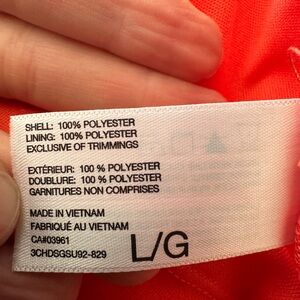 SHELL: 100% POLYESTER
LINING: 100% POLYESTER
EXCLUSIVE OF TRIMMINGS
EXTÉRIEUR: 100 % POLYESTER
DOUBLURE: 100 % POLYESTER
GARNITURES NON COMPRISES
MADE IN VIETNAM
FABRIQUÉ AU VIETNAM
CA#03961
3CHDSGSU92-829
L/G